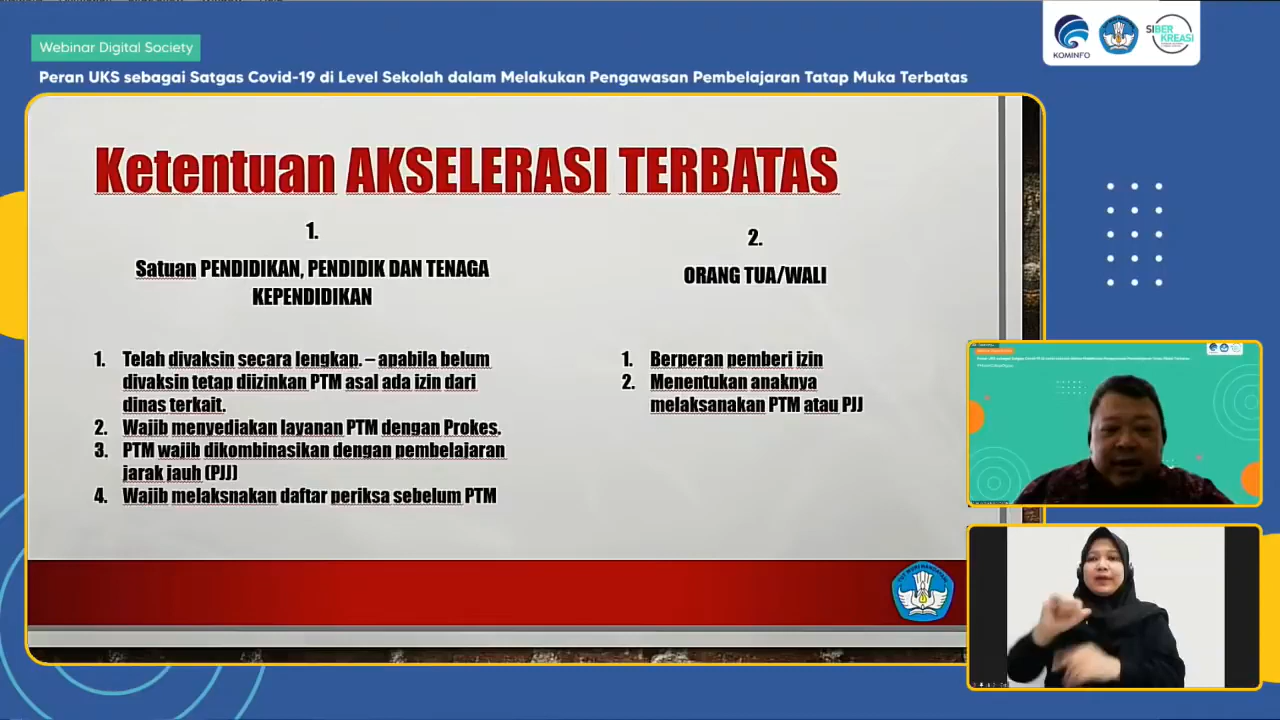 Webinar Digital Society
Peran UKS sebagai Satgas Covid-19 di Level Sekolah dalam Melakukan Pengawasan Pembelajaran Tatap Muka Terbatas
KOMINFO
SIBER
KREASI
Ketentuan AKSELERASI TERBATAS
1.
Satuan PENDIDIKAN, PENDIDIK DAN TENAGA
KEPENDIDIKAN
1. Telah divaksin secara lengkap. – apabila belum
divaksin tetap diizinkan PTM asal ada izin dari
dinas terkait.
2. Wajib menyediakan layanan PTM dengan Prokes.
3. PTM wajib dikombinasikan dengan pembelajaran
jarak jauh (PJJ)
4. Wajib melaksnakan daftar periksa sebelum PTM
2.
ORANG TUA/WALI
1. Berperan pemberi izin
2. Menentukan anaknya
melaksanakan PTM atau PJJ
TUT WURI HANDAYANI